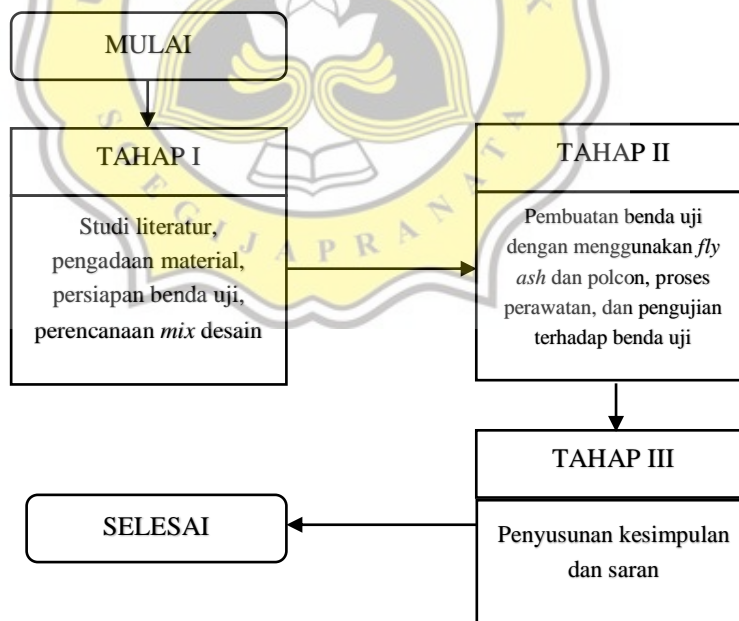 MULAI
TAHAP I
Studi literatur,
pengadaan material,
persiapan benda uji,
perencanaan mix desain
TAHAP II
Pembuatan benda uji
dengan menggunakan fly
ash dan polcon, proses
perawatan, dan pengujian
terhadap benda uji
TAHAP III
Penyusunan kesimpulan
dan saran
SELESAI
SOEGIJAPRANATA